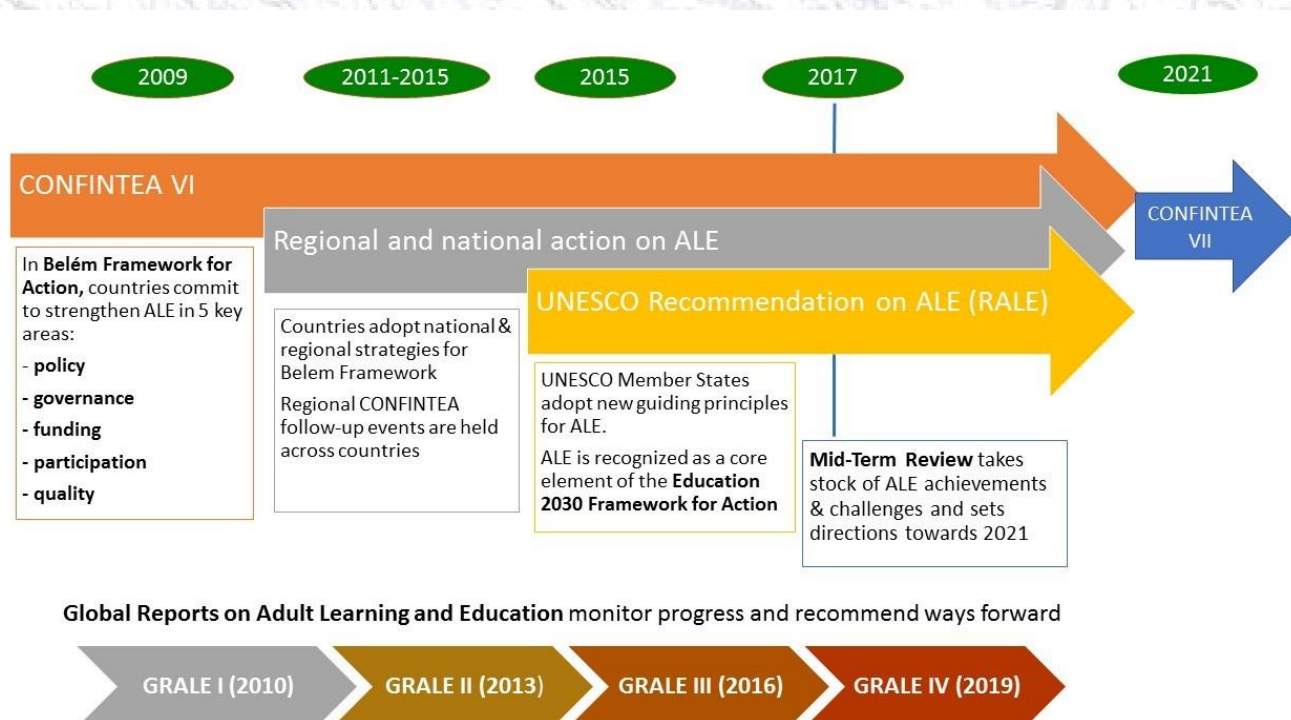 2009
2011-2015
2015
2017
2021
CONFINTEA VI
Regional and national action on ALE
UNESCO Recommendation on ALE (RALE)
CONFINTEA
VII
In Belém Framework for
Action, countries commit
to strengthen ALE in 5 key
areas:
- policy
- governance
- funding
- participation
- quality
Countries adopt national &
regional strategies for
Belem Framework
Regional CONFINTEA
follow-up events are held
across countries
UNESCO Member States
adopt new guiding principles
for ALE.
ALE is recognized as a core
element of the Education
2030 Framework for Action
Mid-Term Review takes
stock of ALE achievements
& challenges and sets
directions towards 2021
Global Reports on Adult Learning and Education monitor progress and recommend ways forward
GRALE I (2010)
GRALE II (2013)
GRALE III (2016)
GRALE IV (2019)